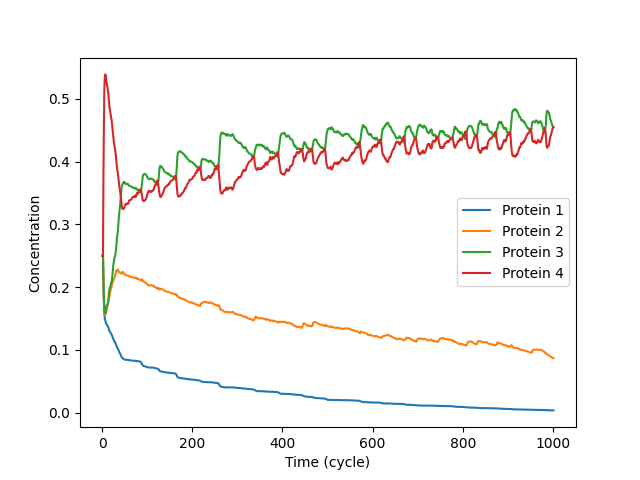 0.5
0.4
0.3
0.2
0.1
0.0
Concentration
Protein 1
Protein 2
Protein 3
Protein 4
0 200 400 600 800 1000
Time (cycle)